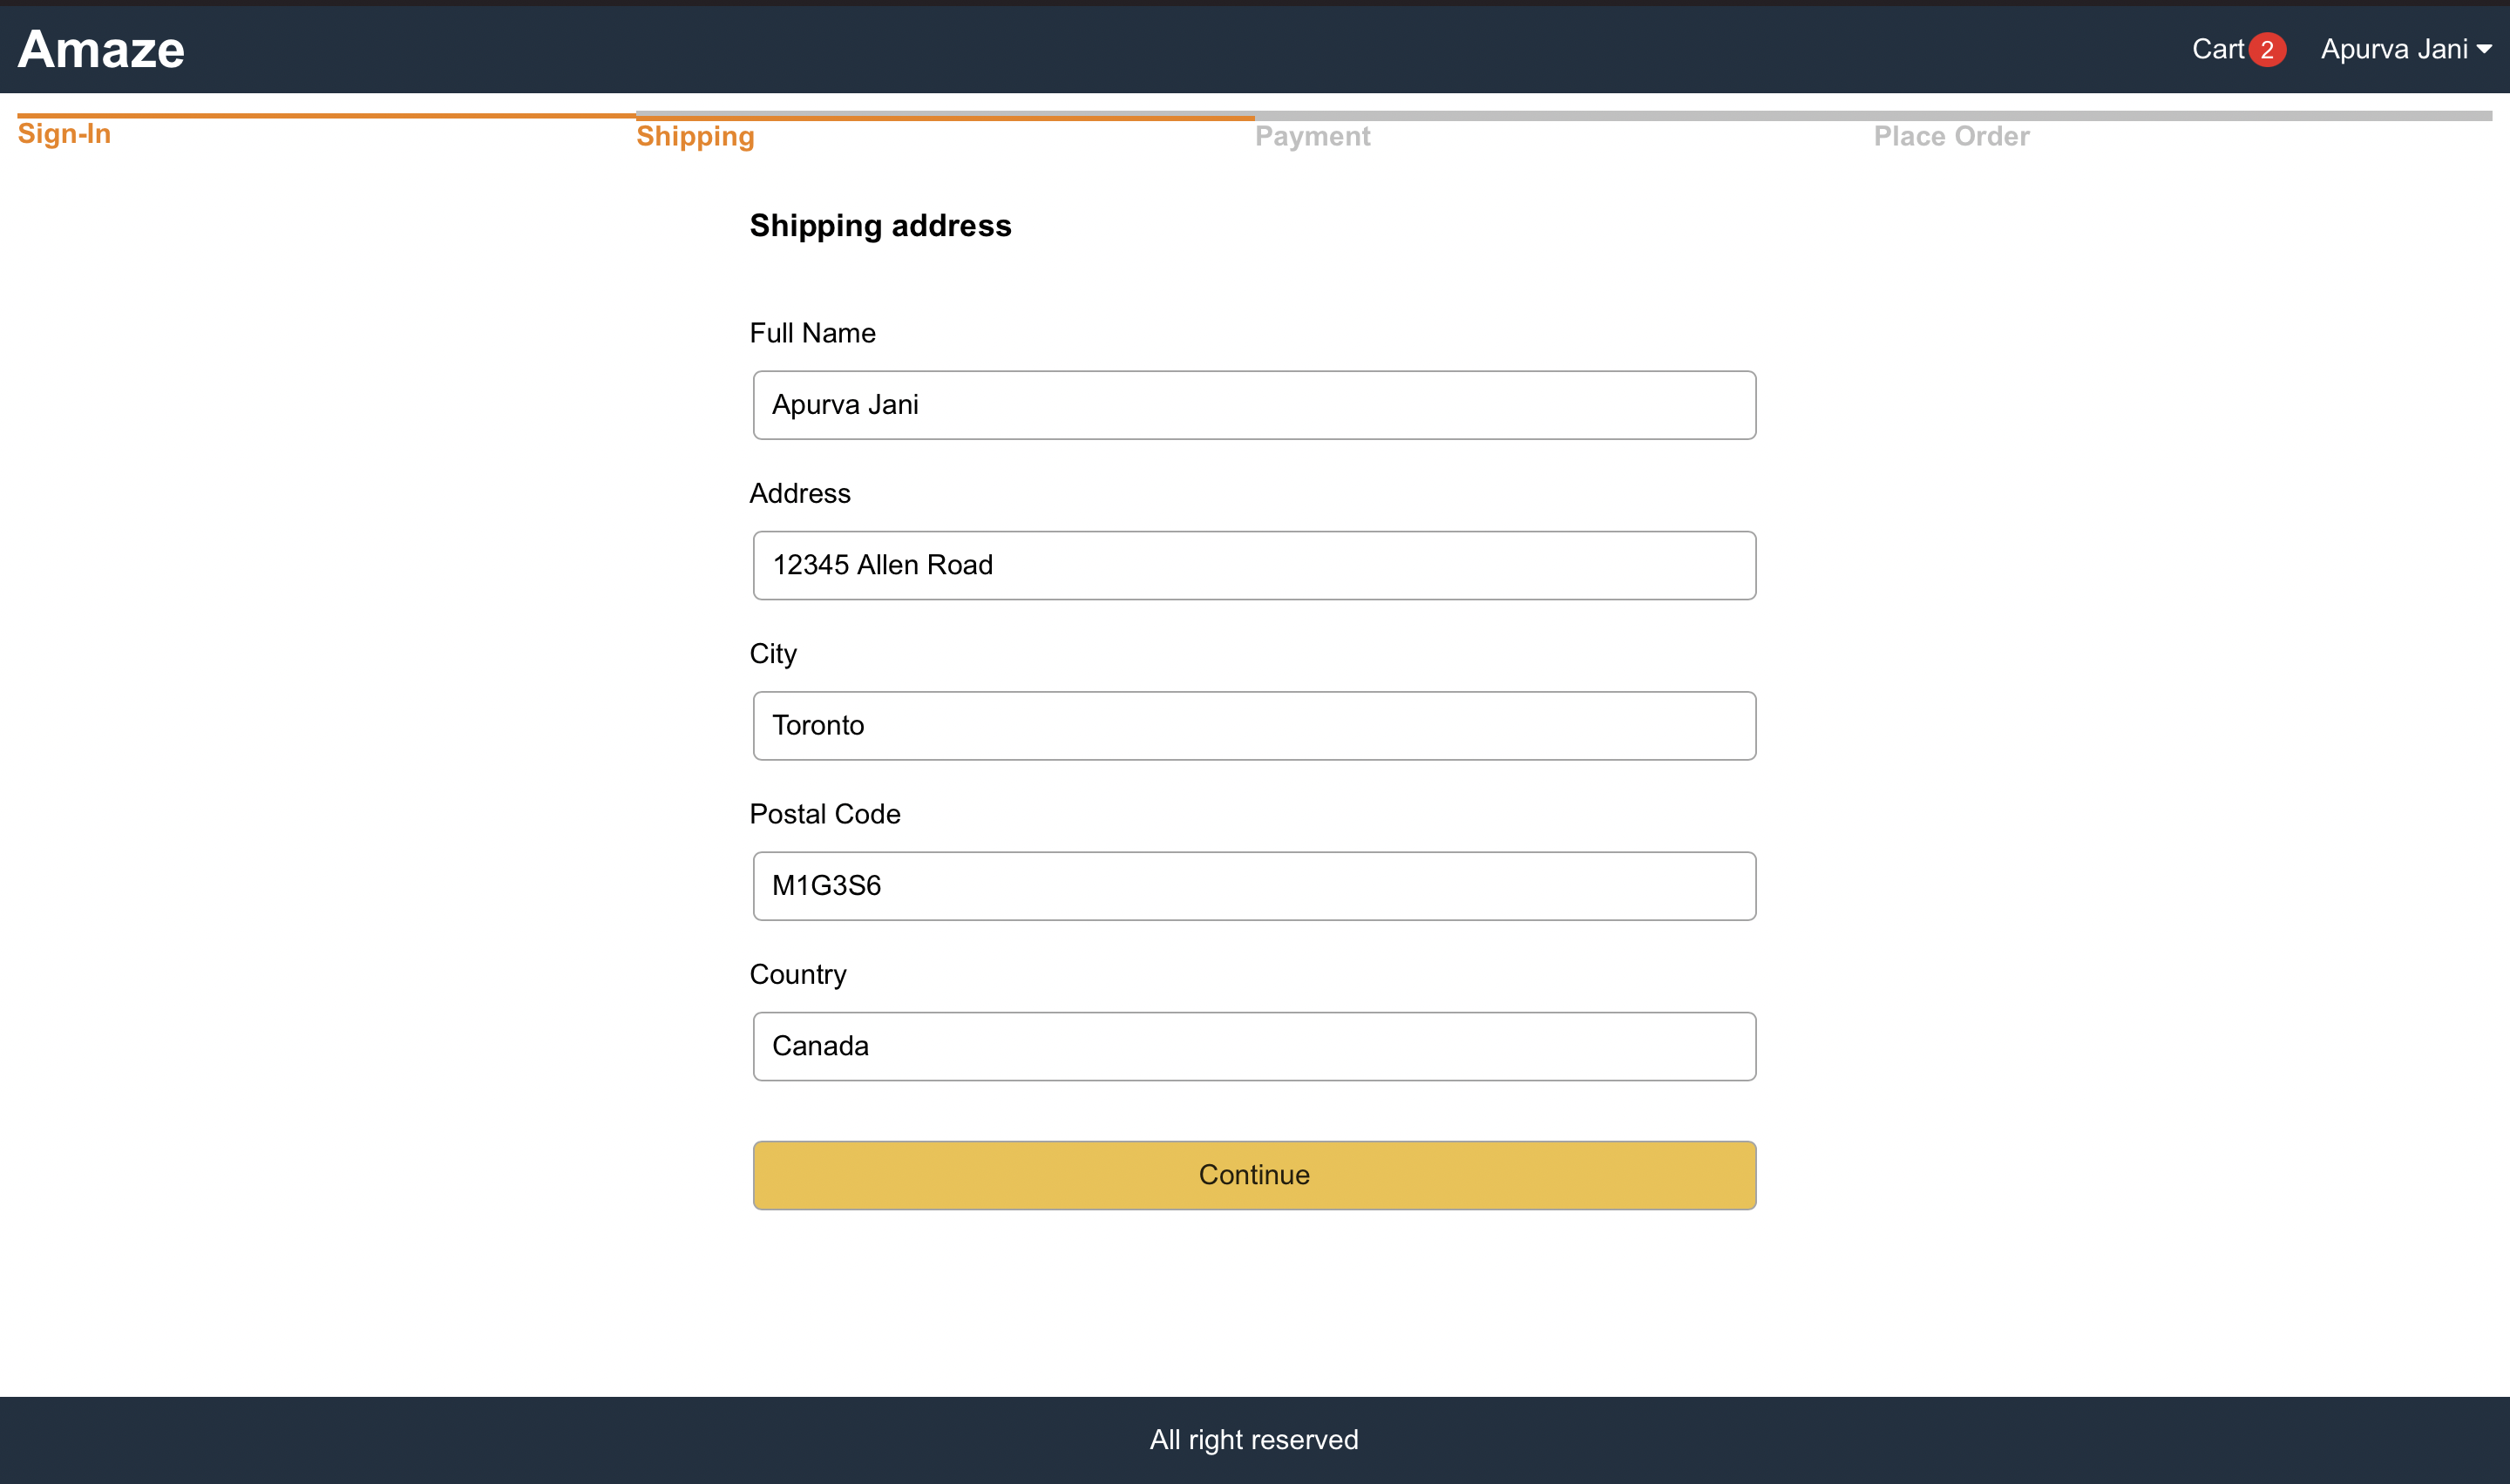 Amaze
Cart 2 Apurva Jani
Sign-In Shipping Payment Place Order
Shipping address
Full Name
Apurva Jani
Address
12345 Allen Road
City
Toronto
Postal Code
M1G3S6
Country
Canada
Continue
All right reserved